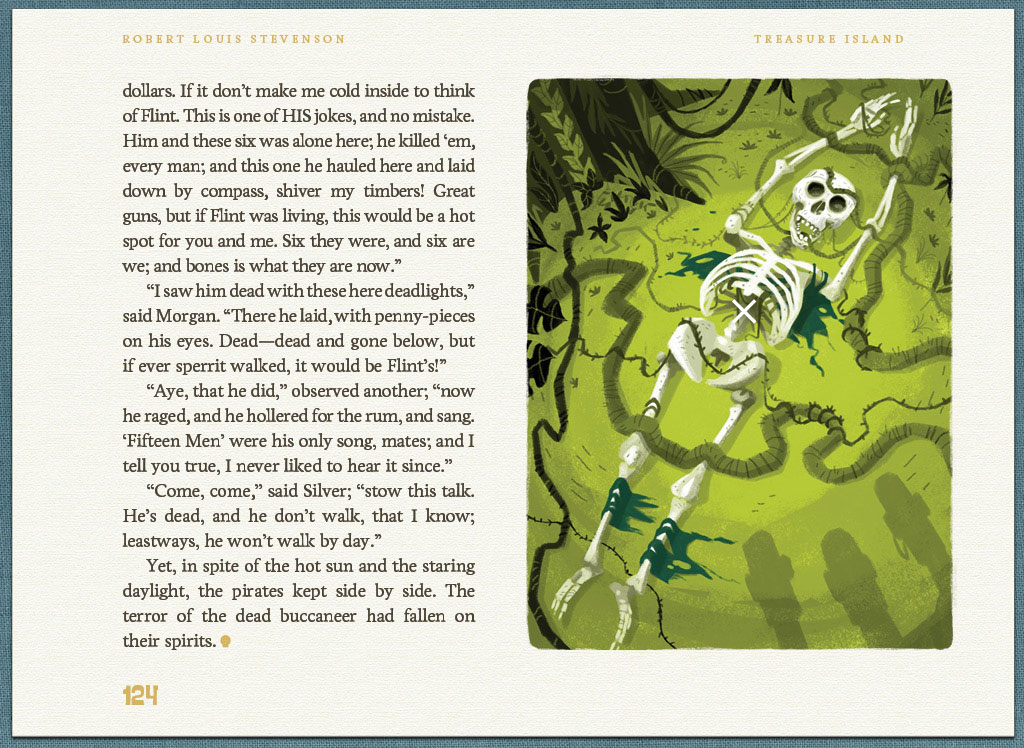 ROBERT LOUIS STEVENSON
TREASURE ISLAND
dollars. If it don’t make me cold inside to think
of Flint. This is one of HIS jokes, and no mistake.
Him and these six was alone here; he killed ‘em,
every man; and this one he hauled here and laid
down by compass, shiver my timbers! Great
guns, but if Flint was living, this would be a hot
spot for you and me. Six they were, and six are
we; and bones is what they are now.”
“I saw him dead with these here deadlights,”
said Morgan. “There he laid, with penny-pieces
on his eyes. Dead—dead and gone below, but
if ever sperrit walked, it would be Flint’s!”
“Aye, that he did,” observed another; “now
he raged, and he hollered for the rum, and sang.
‘Fifteen Men’ were his only song, mates; and I
tell you true, I never liked to hear it since.”
“Come, come,” said Silver; “stow this talk.
He’s dead, and he don’t walk, that I know;
leastways, he won’t walk by day.”
Yet, in spite of the hot sun and the staring
daylight, the pirates kept side by side. The
terror of the dead buccaneer had fallen on
their spirits.
124